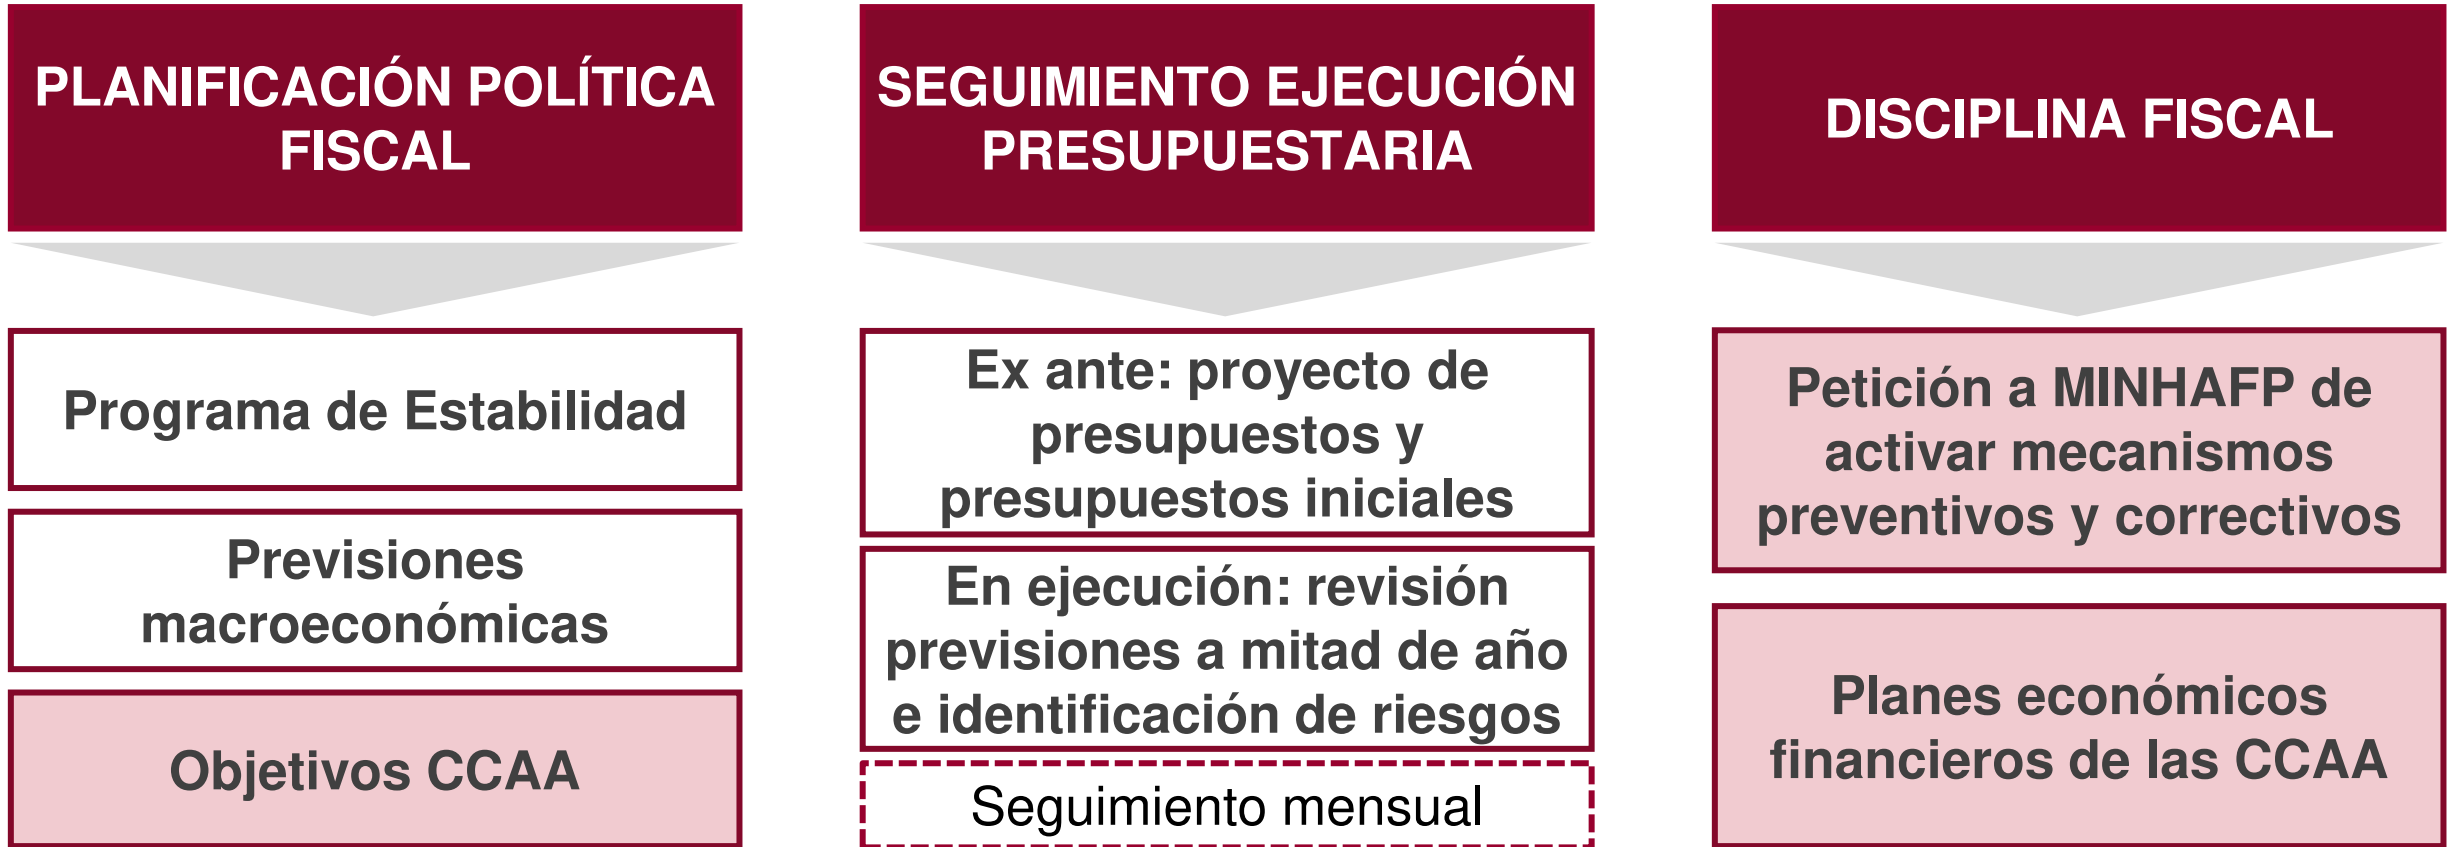 PLANIFICACIÓN POLÍTICA
FISCAL
Programa de Estabilidad
Previsiones
macroeconómicas
Objetivos CCAA
SEGUIMIENTO EJECUCIÓN
PRESUPUESTARIA
Ex ante: proyecto de
presupuestos y
presupuestos iniciales
En ejecución: revisión
previsiones a mitad de año
e identificación de riesgos
Seguimiento mensual
DISCIPLINA FISCAL
Petición a MINHAFP de
activar mecanismos
preventivos y correctivos
Planes económicos
financieros de las CCAA